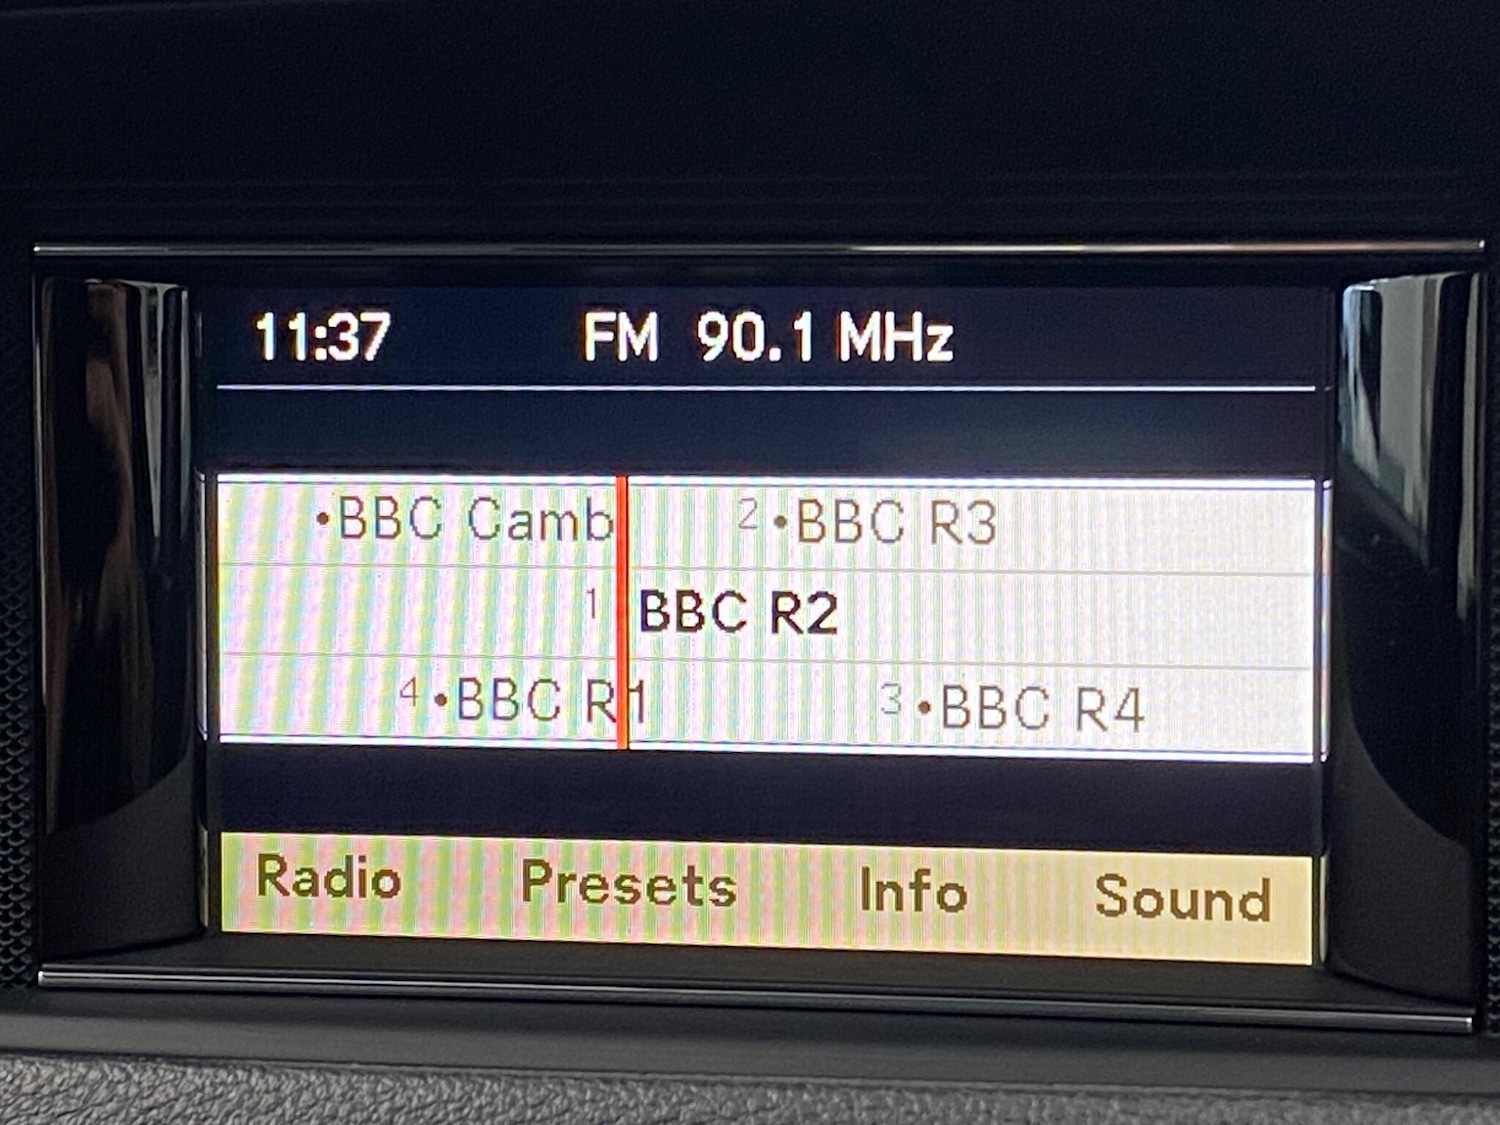 11:37 FM 90.1 MHz
•BBC Camb 2 •BBC R3
1 BBC R2
4 •BBC R1 3 •BBC R4
Radio Presets Info Sound